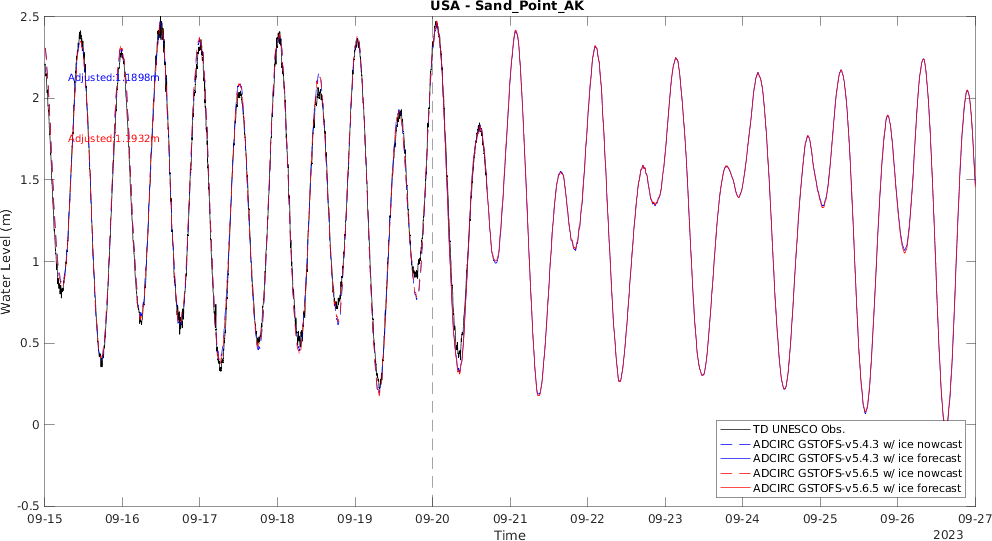 USA - Sand_Point_AK
2.5
2
1.5
1
0.5
0
-0.5
Water Level (m)
Adjusted:1.1898m
Adjusted:1.1932m
TD UNESCO Obs.
ADCIRC GSTOFS-v5.4.3 w/ ice nowcast
ADCIRC GSTOFS-v5.4.3 w/ ice forecast
ADCIRC GSTOFS-v5.6.5 w/ ice nowcast
ADCIRC GSTOFS-v5.6.5 w/ ice forecast
09-15 09-16 09-17 09-18 09-19 09-20 09-21 09-22 09-23 09-24 09-25 09-26 09-27
Time
2023